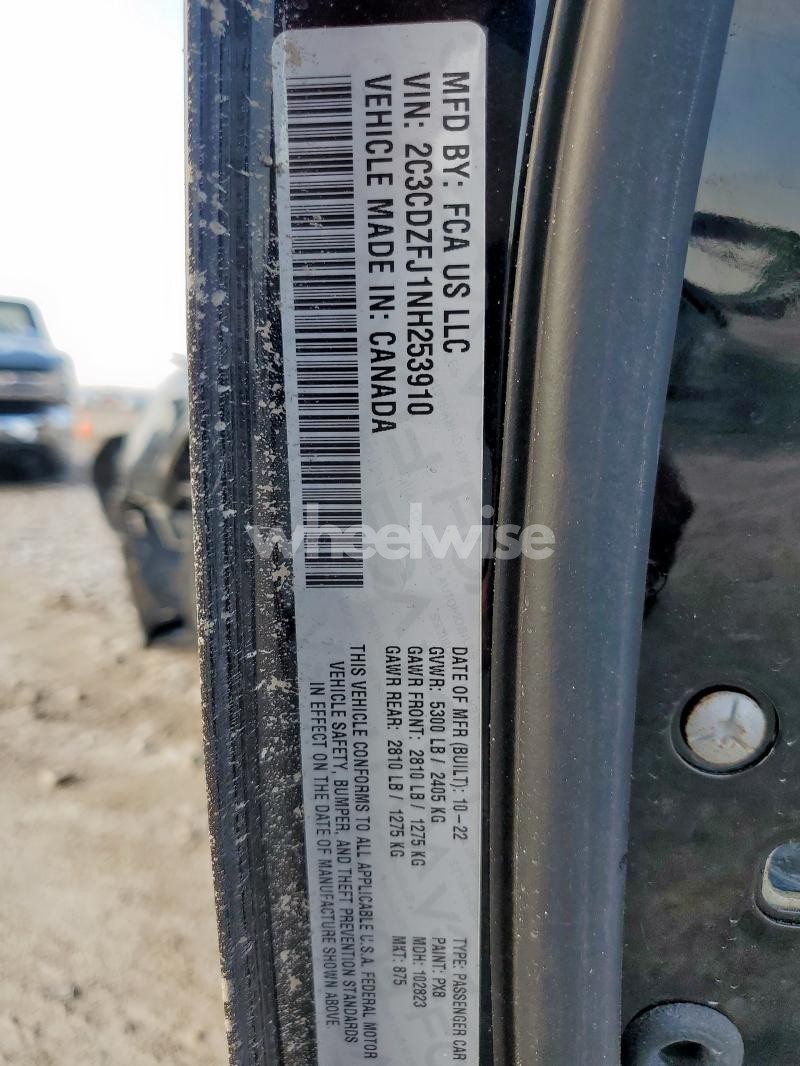 MFD BY: FCA US LLC
VIN: 2C3CDZFJ1NH253910
VEHICLE MADE IN: CANADA
DATE OF MFR (BUILT): 10-22
GVWR: 5300 LB / 2405 KG
GAWR FRONT: 2810 LB / 1275 KG
GAWR REAR: 2810 LB / 1275 KG
THIS VEHICLE CONFORMS TO ALL APPLICABLE U.S.A. FEDERAL MOTOR
VEHICLE SAFETY, BUMPER, AND THEFT PREVENTION STANDARDS
IN EFFECT ON THE DATE OF MANUFACTURE SHOWN ABOVE.
TYPE: PASSENGER CAR
PAINT: PX8
MDH: 102823
MKT: 875
wheelwise